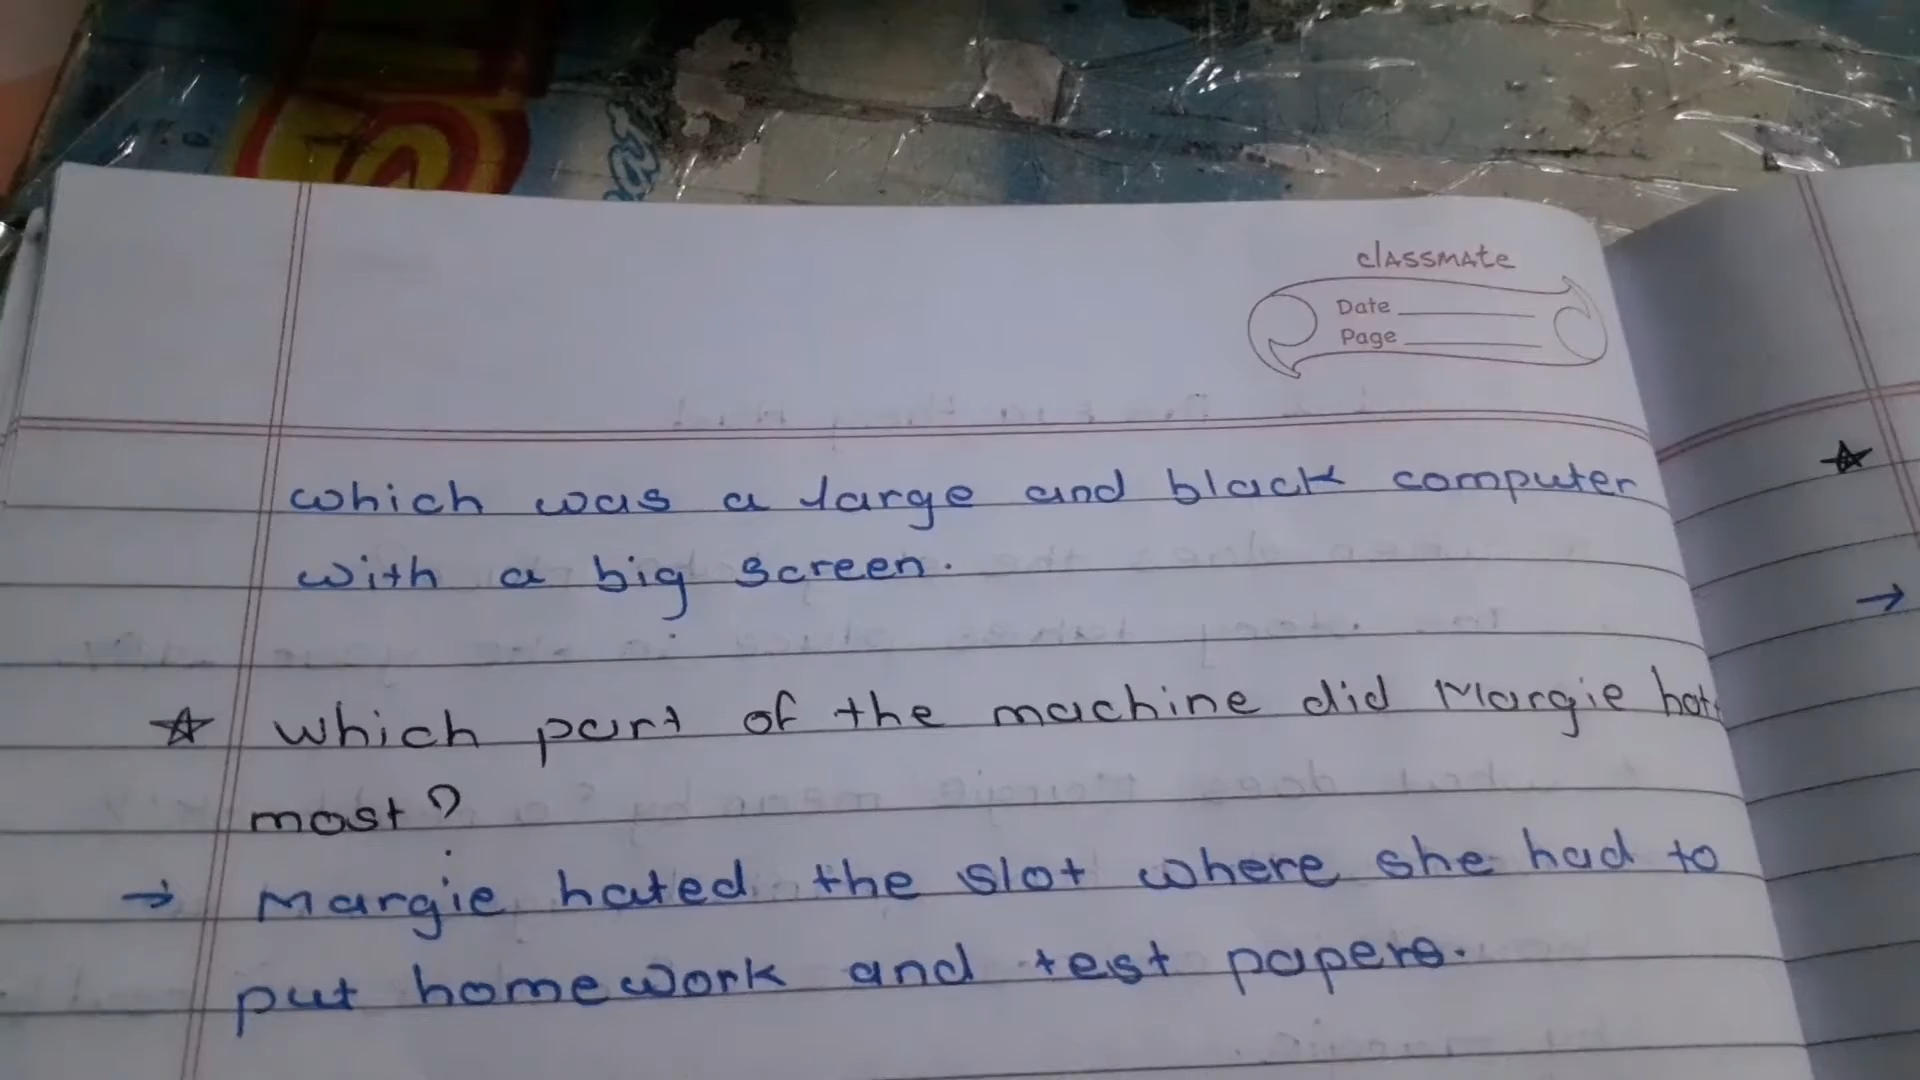 classmate
Date
Page
which was a large and black computer
with a big screen.
☆ which part of the machine did Margie hat
most?
→ Margie hated the slot where she had to
put homework and test papers.